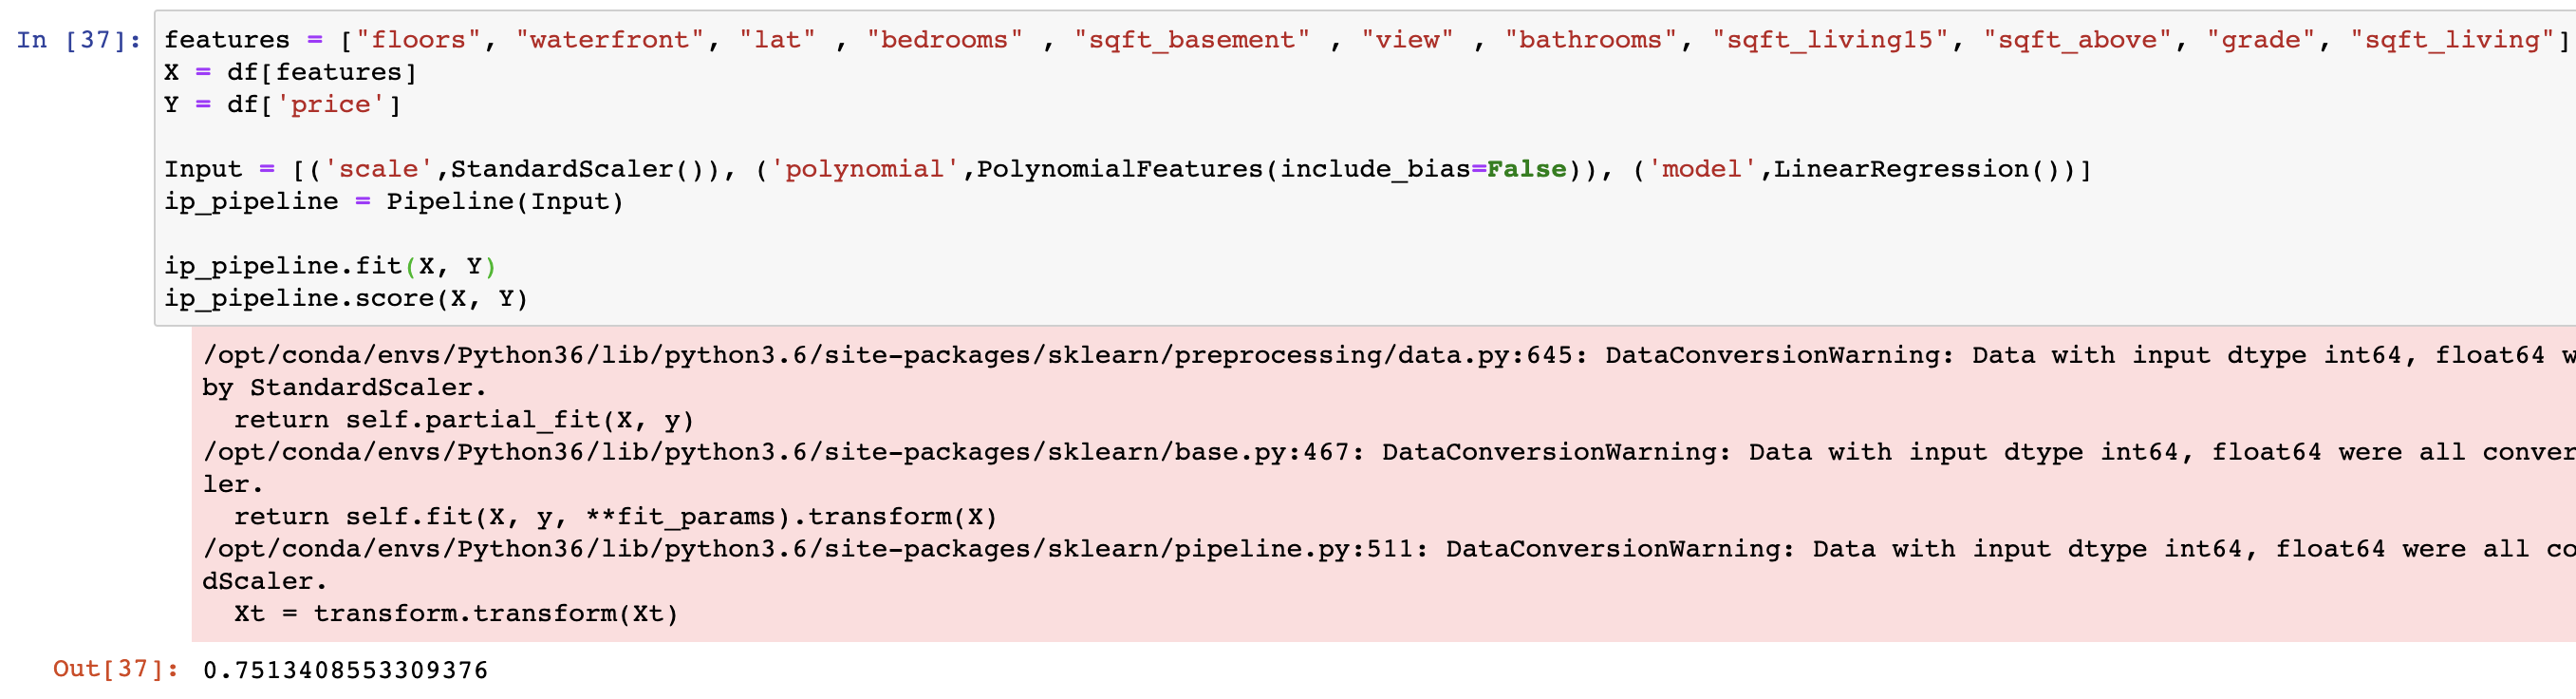 In [37]: features = ["floors", "waterfront", "lat" , "bedrooms" , "sqft_basement" , "view" , "bathrooms", "sqft_living15", "sqft_above", "grade", "sqft_living"]
X = df[features]
Y = df['price']
Input = [('scale',StandardScaler()), ('polynomial',PolynomialFeatures(include_bias=False)), ('model',LinearRegression())]
ip_pipeline = Pipeline(Input)
ip_pipeline.fit(X, Y)
ip_pipeline.score(X, Y)
/opt/conda/envs/Python36/lib/python3.6/site-packages/sklearn/preprocessing/data.py:645: DataConversionWarning: Data with input dtype int64, float64
by StandardScaler.
return self.partial_fit(X, y)
/opt/conda/envs/Python36/lib/python3.6/site-packages/sklearn/base.py:467: DataConversionWarning: Data with input dtype int64, float64 were all conver
ler.
return self.fit(X, y, **fit_params).transform(X)
/opt/conda/envs/Python36/lib/python3.6/site-packages/sklearn/pipeline.py:511: DataConversionWarning: Data with input dtype int64, float64 were all co
dScaler.
Xt = transform.transform(Xt)
Out[37]: 0.7513408553309376